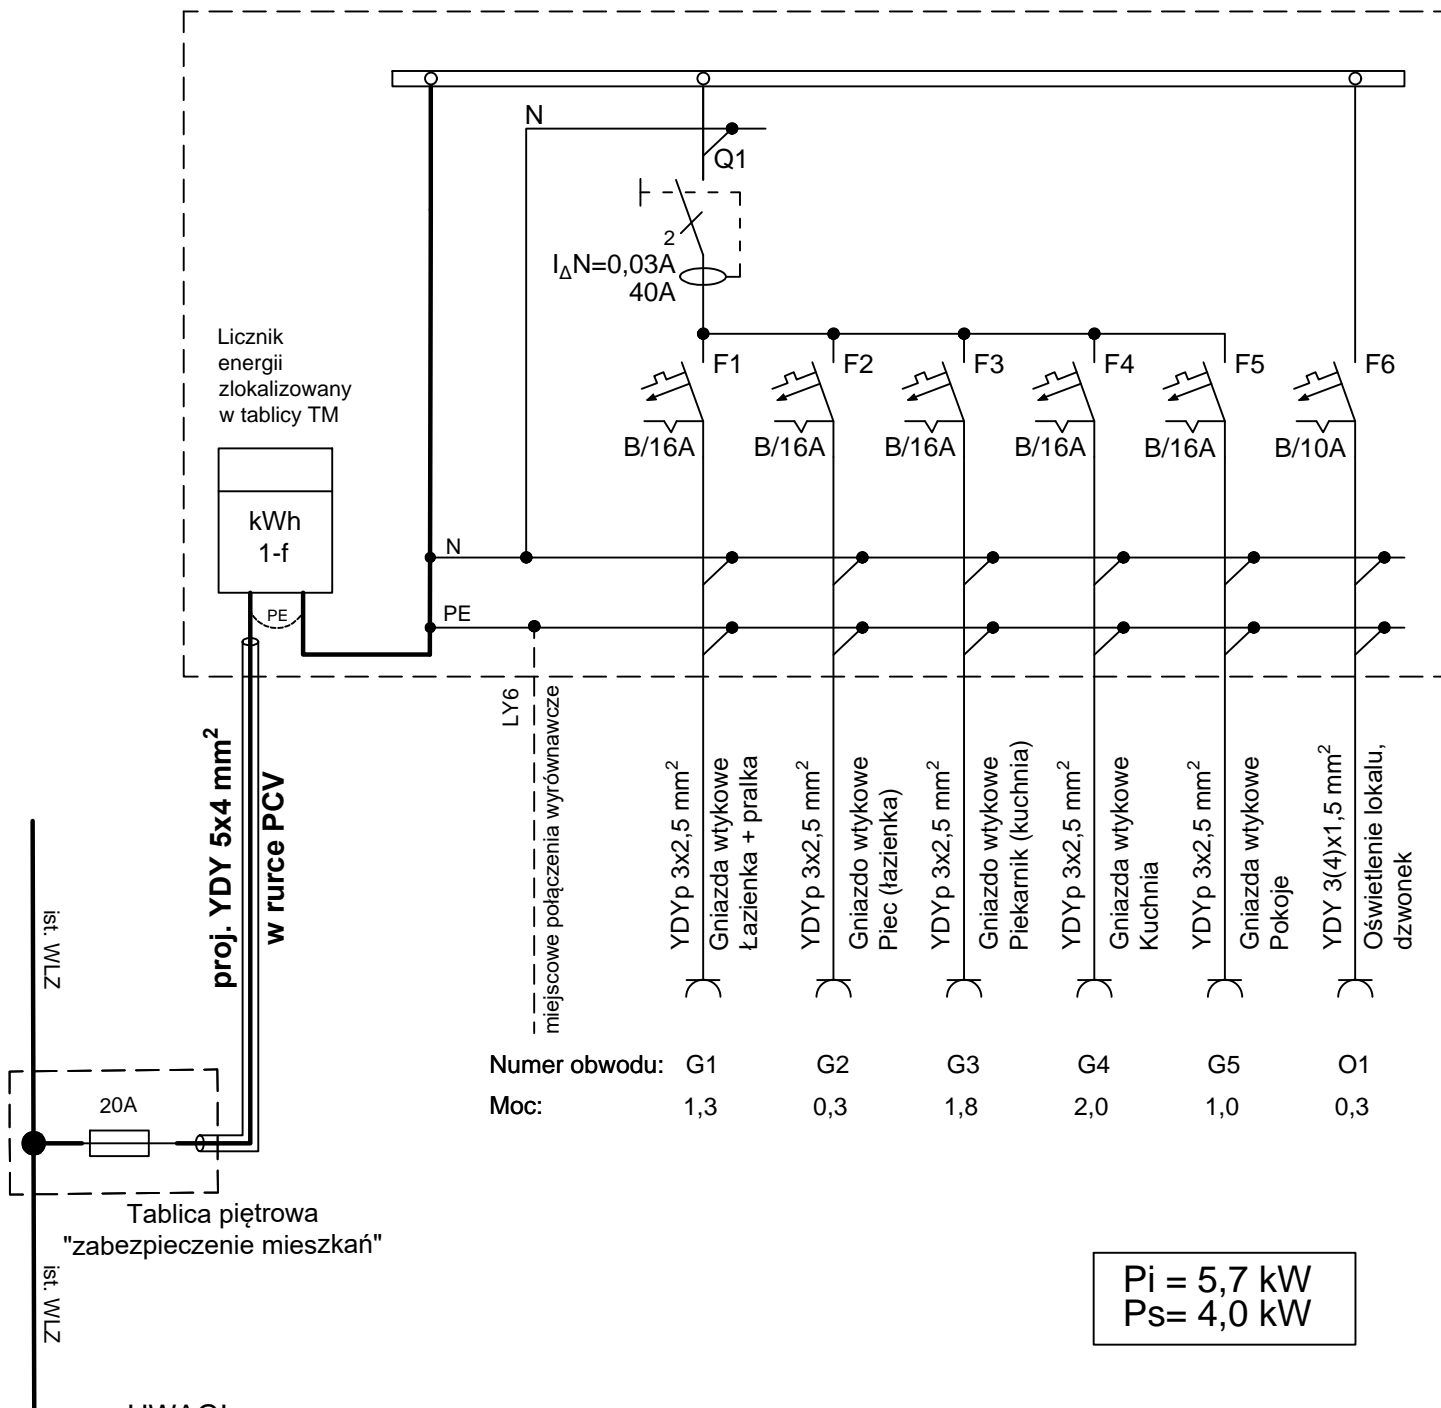 N
Q1
2
I∆N=0,03A
40A
Licznik
energii
zlokalizowany
w tablicy TM
F1
F2
F3
F4
F5
F6
B/16A
B/16A
B/16A
B/16A
B/16A
B/10A
kWh
1-f
N
PE
PE
LY6
miejscowe połączenia wyrównawcze
proj. YDY 5x4 mm²
w rurce PCV
YDYp 3x2,5 mm²
Gniazda wtykowe
Łazienka + pralka
YDYp 3x2,5 mm²
Gniazdo wtykowe
Piec (łazienka)
YDYp 3x2,5 mm²
Gniazdo wtykowe
Piekarnik (kuchnia)
YDYp 3x2,5 mm²
Gniazda wtykowe
Kuchnia
YDYp 3x2,5 mm²
Gniazda wtykowe
Pokoje
YDY 3(4)x1,5 mm²
Oświetlenie lokalu,
dzwonek
ist. WLZ
Numer obwodu: G1 G2 G3 G4 G5 O1
Moc: 1,3 0,3 1,8 2,0 1,0 0,3
20A
Tablica piętrowa
"zabezpieczenie mieszkań"
ist. WLZ
Pi = 5,7 kW
Ps= 4,0 kW